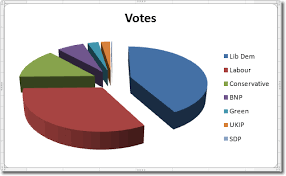 Votes
Lib Dem
Labour
Conservative
BNP
Green
UKIP
SDP